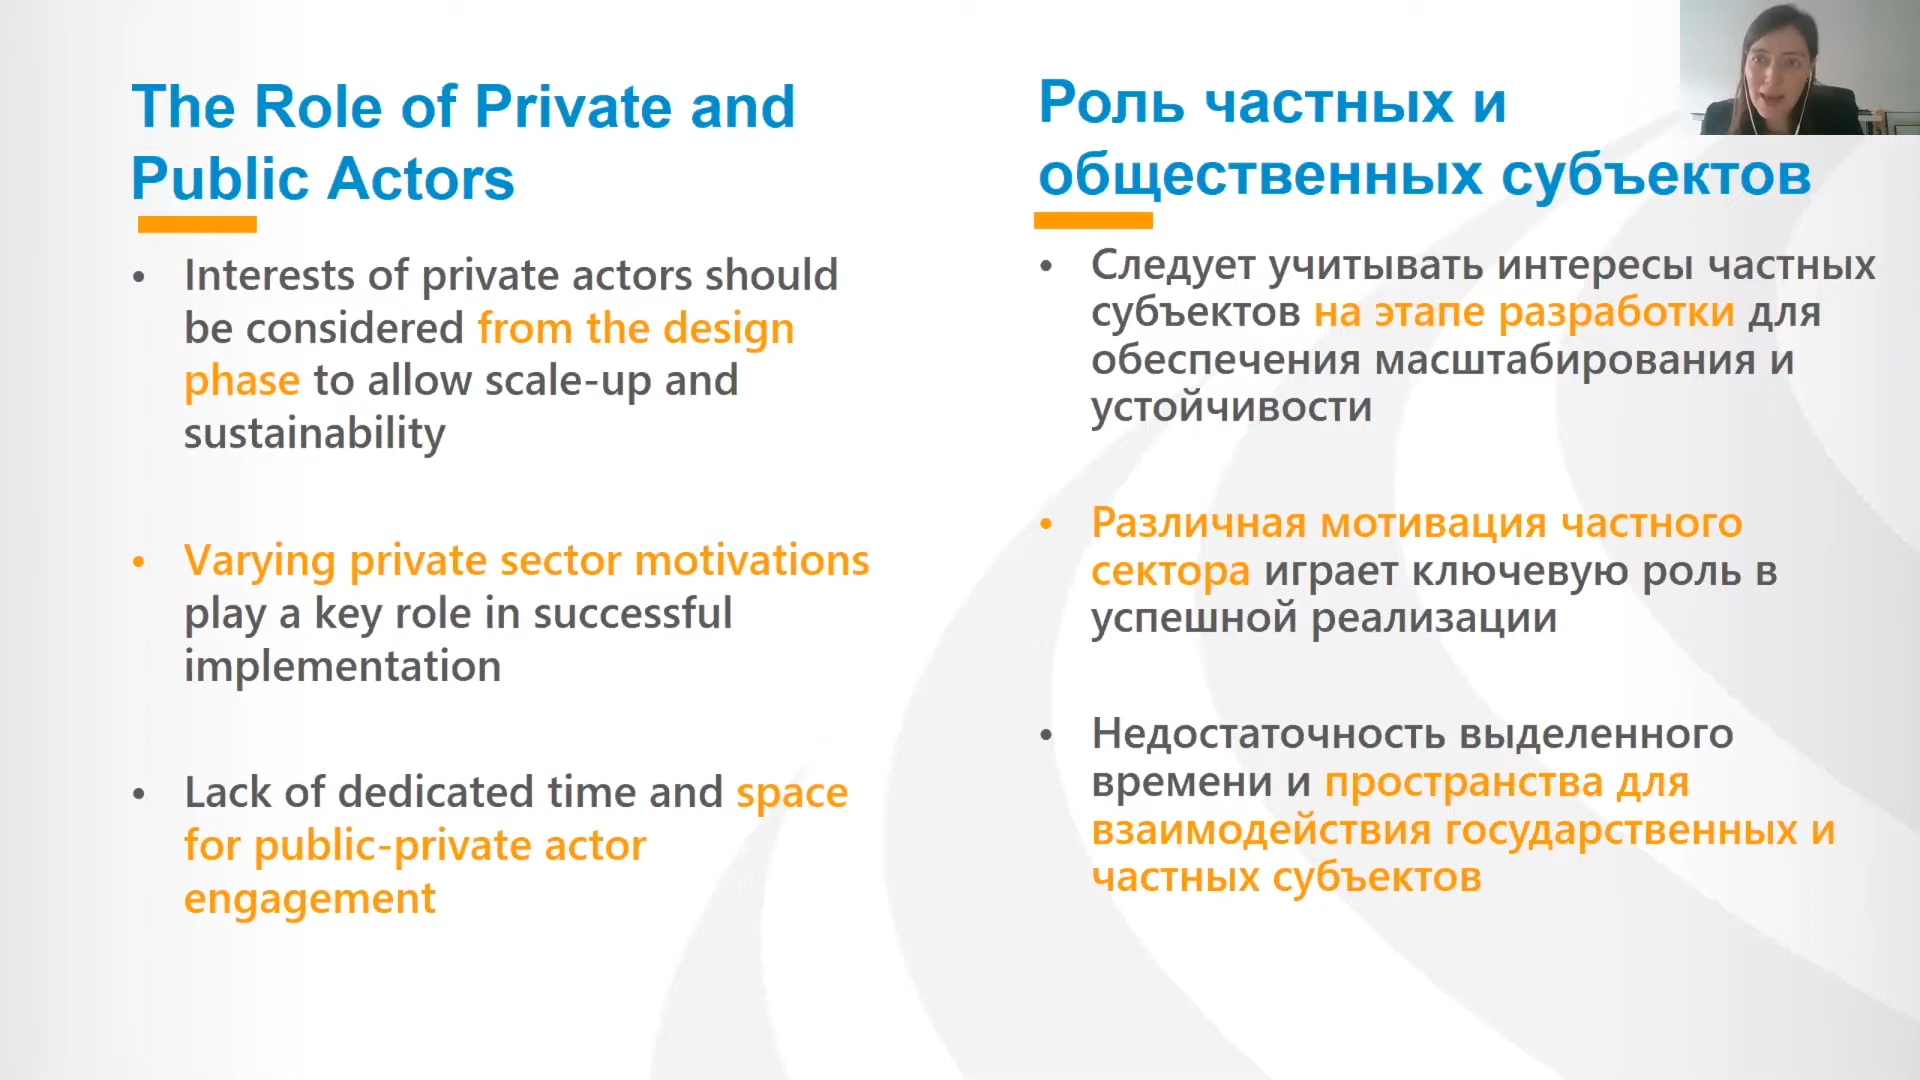 The Role of Private and
Public Actors
• Interests of private actors should
be considered from the design
phase to allow scale-up and
sustainability
• Varying private sector motivations
play a key role in successful
implementation
• Lack of dedicated time and space
for public-private actor
engagement
Роль частных и
общественных субъектов
• Следует учитывать интересы частных
субъектов на этапе разработки для
обеспечения масштабирования и
устойчивости
• Различная мотивация частного
сектора играет ключевую роль в
успешной реализации
• Недостаточность выделенного
времени и пространства для
взаимодействия государственных и
частных субъектов